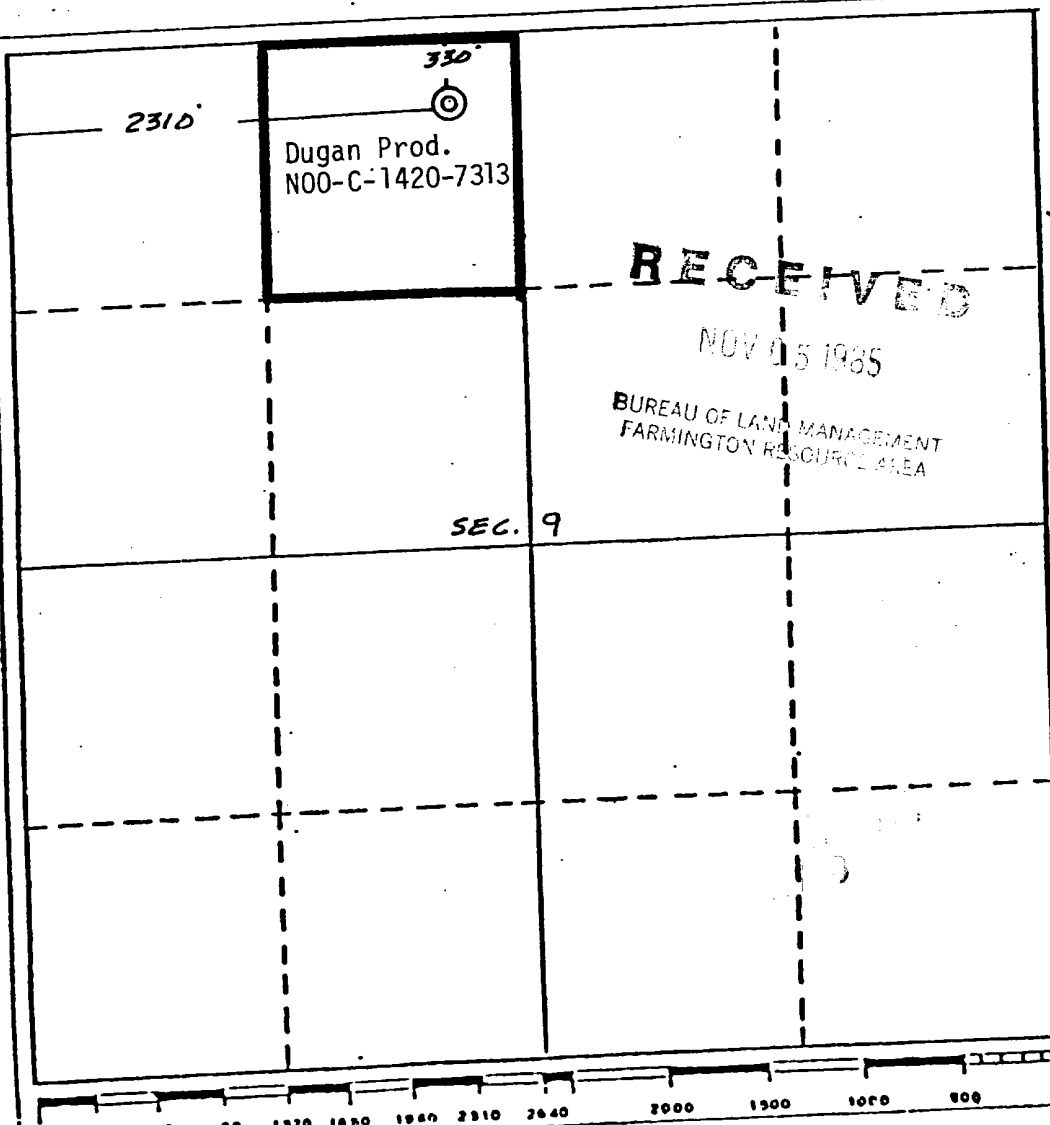 330'
2310'
Dugan Prod.
N00-C-1420-7313
RECEIVED
NOV 05 1985
BUREAU OF LAND MANAGEMENT
FARMINGTON RESOURCE AREA
SEC. 9
1320 1650 1980 2310 2640 2000 1500 1000 500